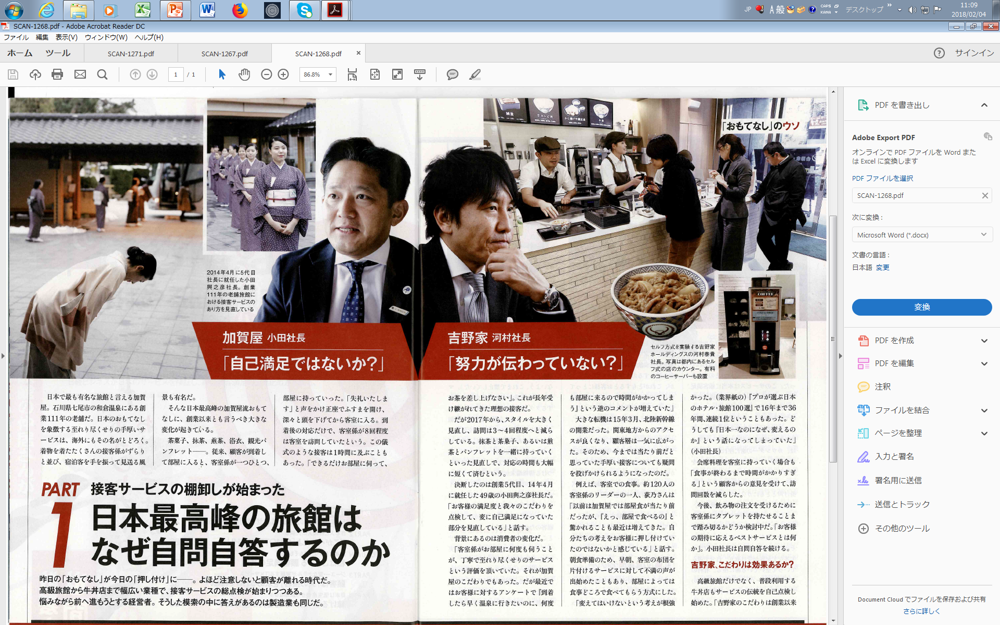 JP
A般
CAPS
KANA
デスクトップ
11:09
2018/02/04
SCAN-1268.pdf - Adobe Acrobat Reader DC
ファイル 編集 表示(V) ウィンドウ(W) ヘルプ(H)
ホーム ツール SCAN-1271.pdf SCAN-1267.pdf SCAN-1268.pdf サインイン
1 / 1 86.8%
「おもてなし」のウソ
2014年4月に5代目
社長に就任した小田
與之彦社長。創業
111年の老舗旅館に
おける接客サービスの
あり方を見直している
加賀屋 小田社長
「自己満足ではないか?」
吉野家 河村社長
「努力が伝わっていない?」
COFFEE
セルフ方式を実験する吉野家
ホールディングスの河村泰貴
社長。写真は都内にあるセル
フ式の店のカウンター。有料
のコーヒーサーバーも設置
日本で最も有名な旅館と言える加賀
屋。石川県七尾市の和倉温泉にある創
業111年の老舗だ。日本のおもてなし
を象徴する至れり尽くせりの手厚いサ
ービスは、海外にもその名がとどろく。
着物を着たたくさんの接客係がずらり
と並び、宿泊客を手を振って見送る風
景も有名だ。
そんな日本最高峰の加賀屋流おもて
なしに、創業以来とも言うべき大きな
変化が起きている。
茶菓子、抹茶、煎茶、浴衣、観光パ
ンフレット――。従来、顧客が到着し
て部屋に入ると、客室係が一つひとつ、
部屋に持っていった。「失礼いたしま
す」と声をかけ正座でふすまを開け、
深々と頭を下げてから客室に入る。到
着後の対応だけで、客室係が8回程度
は客室を訪問していたという。この儀
式のような接客は1時間に及ぶことも
あった。「できるだけお部屋に伺って、
PART
1
接客サービスの棚卸しが始まった
日本最高峰の旅館は
なぜ自問自答するのか
昨日の「おもてなし」が今日の「押し付け」に――。よほど注意しないと顧客が離れる時代だ。
高級旅館から牛丼店まで幅広い業種で、接客サービスの総点検が始まりつつある。
悩みながら前へ進もうとする経営者。そうした模索の中に答えがあるのは製造業も同じだ。
お茶を差し上げなさい」。これが長年受
け継がれてきた理想の接客だ。
だが2017年から、スタイルを大きく
見直し、訪問は3〜4回程度へと減ら
している。抹茶と茶菓子、あるいは煎
茶とパンフレットを一緒に持っていく
といった見直しで、対応の時間も大幅
に短くて済むという。
決断したのは創業5代目、14年4月
に就任した49歳の小田與之彦社長だ。
「お客様の満足度と我々のこだわりを
点検して、変に自己満足になっていた
部分を見直している」と話す。
背景にあるのは消費者の変化だ。
「客室係がお部屋に何度も伺うこと
が、丁寧で至れり尽くせりのサービス
という評価を頂いていた。それが加賀
屋のこだわりでもあった。だが最近で
はお客様に対するアンケートで『到着
したら早く温泉に行きたいのに、何度
も部屋に来るので時間がかかってしま
う』という逆のコメントが増えていた」
大きな転機は15年3月、北陸新幹線
の開業だった。関東地方からのアクセ
スが良くなり、顧客層は一気に広がっ
た。そのため、今までは当たり前だと
思っていた手厚い接客についても疑問
を投げかけられるようになったのだ。
例えば、客室での食事。約120人の
客室係のリーダーの一人、荻乃さんは
「以前は加賀屋では部屋食が当たり前
だったが、『えっ、部屋で食べるの』と
驚かれることも最近は増えてきた。自
分たちの考えをお客様に押し付けてい
たのではないかと感じている」と話す。
朝食準備のため、早朝、客室の布団を
片付けるサービスに対して不満の声が
出始めたこともあり、部屋によっては
食事どころで食べてもらう方式にした。
「変えてはいけないという考えが根強
かった。(業界紙の)『プロが選ぶ日本
のホテル・旅館100選』で16年まで36
年間、連続1位ということもあった。ど
うしても『日本一なのになぜ、変えるの
か』という話になってしまっていた」
(小田社長)
会席料理を客室に持っていく場合も
「食事が終わるまで時間がかかりすぎ
る」という顧客からの意見を受けて、訪
問回数を減らした。
今後、飲み物の注文を受けるために
客室係にタブレットを持たせることま
で踏み切るかどうか検討中だ。「お客様
の期待に応えるベストサービスとは何
か」。小田社長は自問自答を続ける。
吉野家、こだわりは効果あるか?
高級旅館だけでなく、普段利用する
牛丼店もサービスの伝統を自己点検し
始めた。「吉野家のこだわりは創業以来
PDF を書き出し
Adobe Export PDF
オンラインで PDF ファイルを Word また
は Excel に変換します
PDF ファイルを選択
SCAN-1268.pdf
次に変換 :
Microsoft Word (*.docx)
文書の言語 :
日本語 変更
変換
PDF を作成
PDF を編集
注釈
ファイルを結合
ページを整理
入力と署名
署名用に送信
送信とトラック
その他のツール
Document Cloud でファイルを保存および共有
さらに詳しく